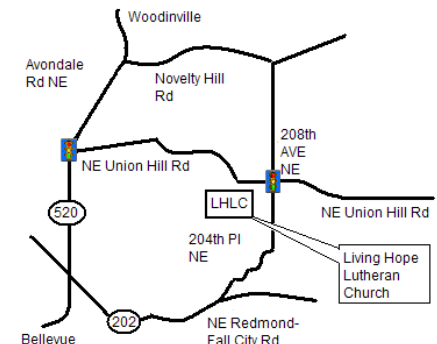 Woodinville
Avondale
Rd NE
Novelty Hill
Rd
208th
AVE
NE
NE Union Hill Rd
LHLC
NE Union Hill Rd
520
204th Pl
NE
Living Hope
Lutheran
Church
202
NE Redmond-
Fall City Rd
Bellevue